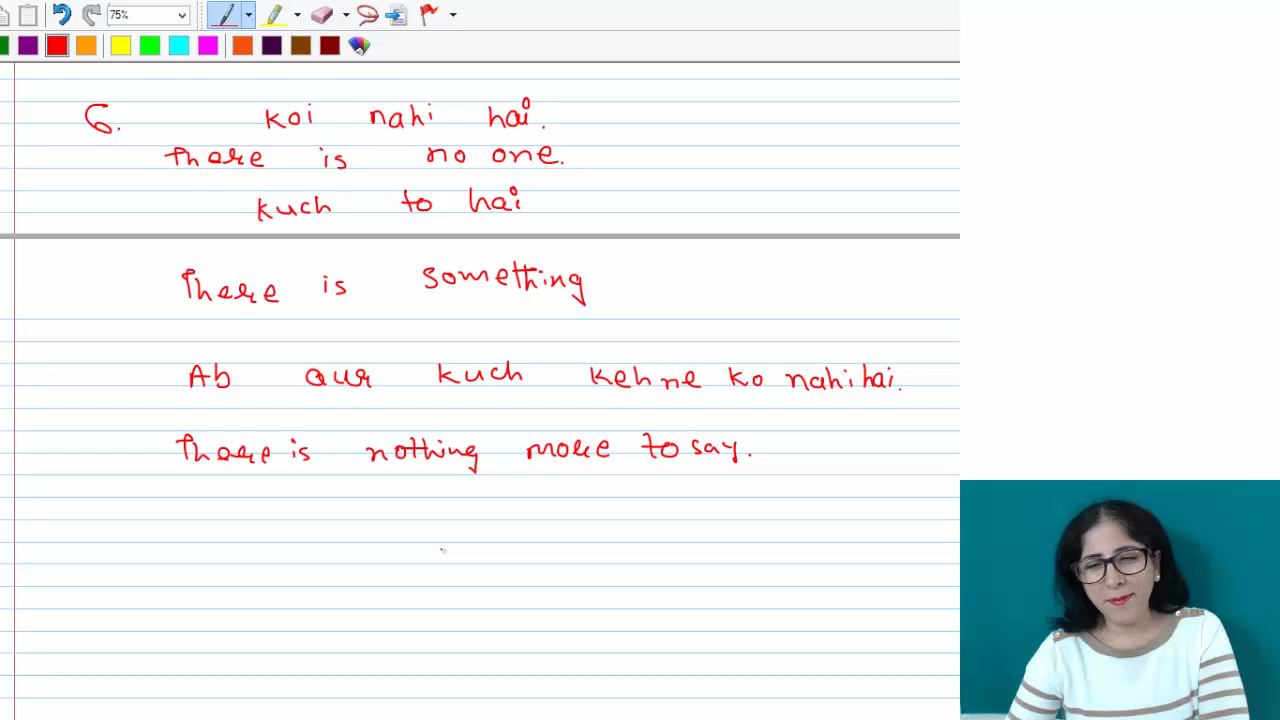 75%
6. koi nahi hai.
There is no one.
kuch to hai
There is something
Ab aur kuch kehne ko nahi hai.
There is nothing more to say.